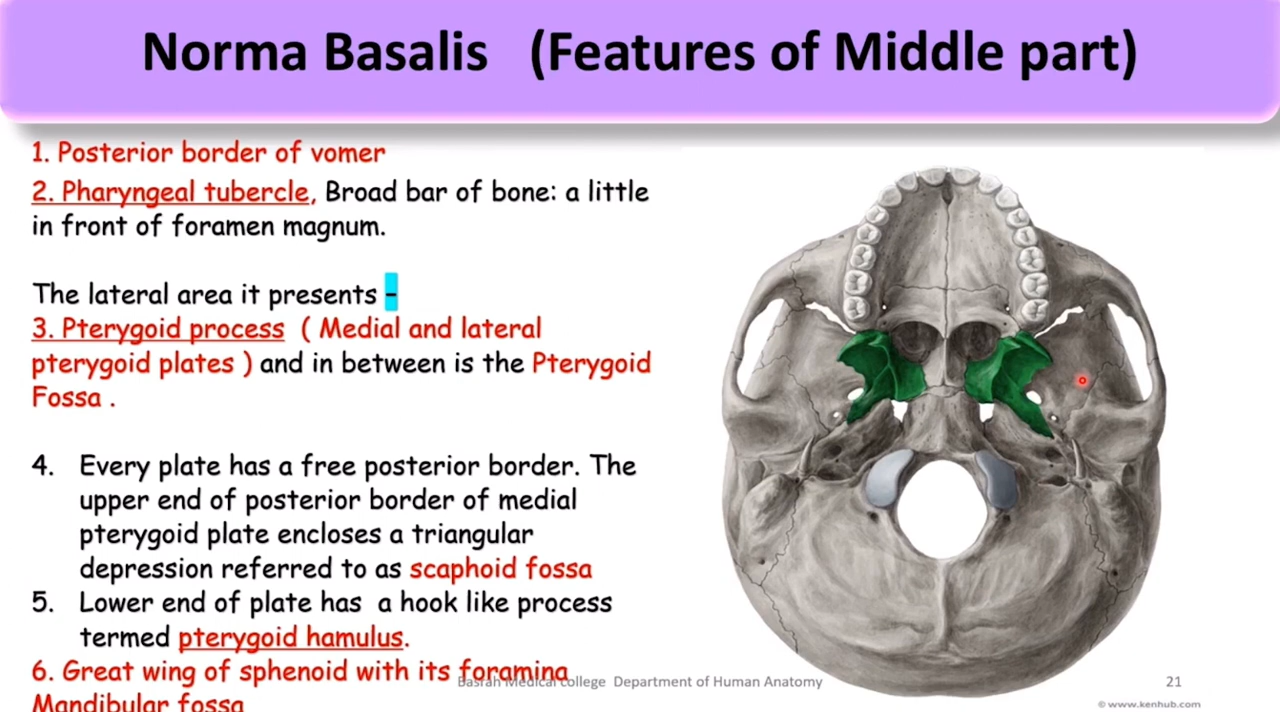 Norma Basalis (Features of Middle part)
1. Posterior border of vomer
2. Pharyngeal tubercle, Broad bar of bone: a little
in front of foramen magnum.
The lateral area it presents -
3. Pterygoid process ( Medial and lateral
pterygoid plates ) and in between is the Pterygoid
Fossa .
4. Every plate has a free posterior border. The
upper end of posterior border of medial
pterygoid plate encloses a triangular
depression referred to as scaphoid fossa
5. Lower end of plate has a hook like process
termed pterygoid hamulus.
6. Great wing of sphenoid with its foramina
Mandibular fossa
Basrah Medical college Department of Human Anatomy
21
© www.kenhub.com